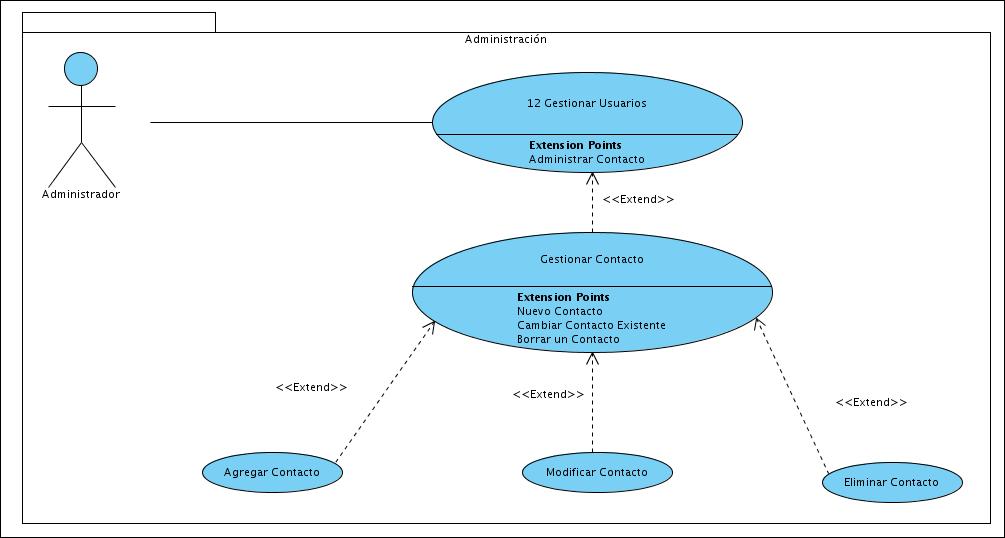 Administración
12 Gestionar Usuarios
Extension Points
Administrar Contacto
Administrador
<<Extend>>
Gestionar Contacto
Extension Points
Nuevo Contacto
Cambiar Contacto Existente
Borrar un Contacto
<<Extend>>
<<Extend>>
<<Extend>>
Agregar Contacto
Modificar Contacto
Eliminar Contacto